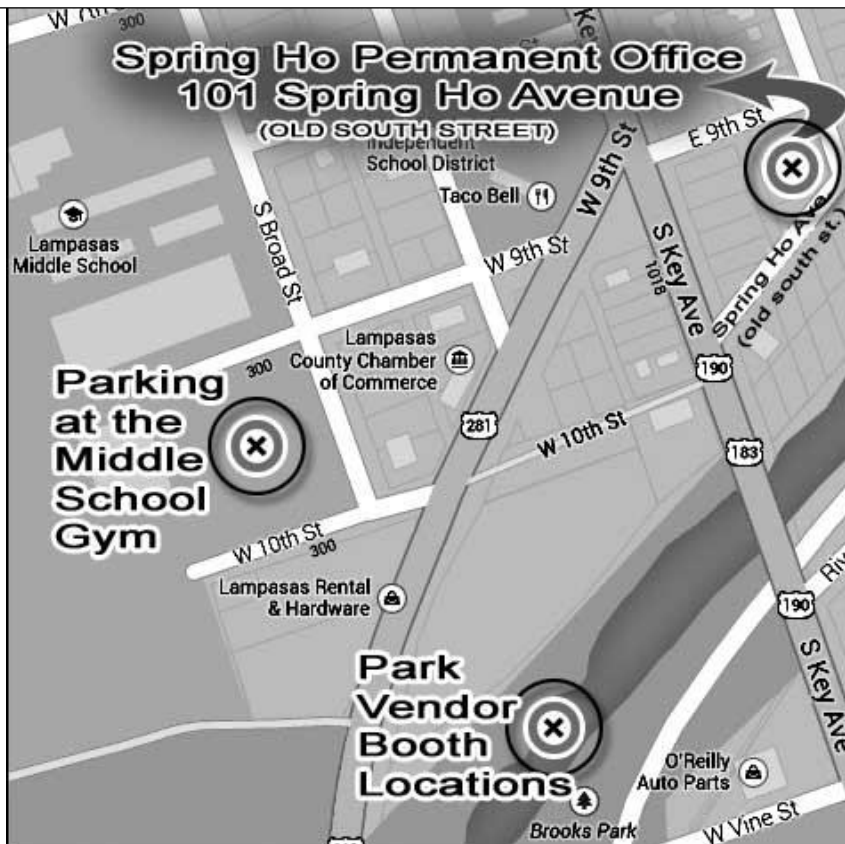 W 7th St
300
Spring Ho Permanent Office
101 Spring Ho Avenue
(OLD SOUTH STREET)
Independent
School District
Taco Bell
W 9th St
E 9th St
Lampasas
Middle School
S Broad St
W 9th St
S Key Ave
1018
Spring Ho Ave
(old south st.)
Lampasas
County Chamber
of Commerce
300
190
Parking
at the
Middle
School
Gym
281
W 10th St
183
W 10th St
300
Lampasas Rental
& Hardware
190
S Key Ave
Park
Vendor
Booth
Locations
O'Reilly
Auto Parts
Brooks Park
W Vine St